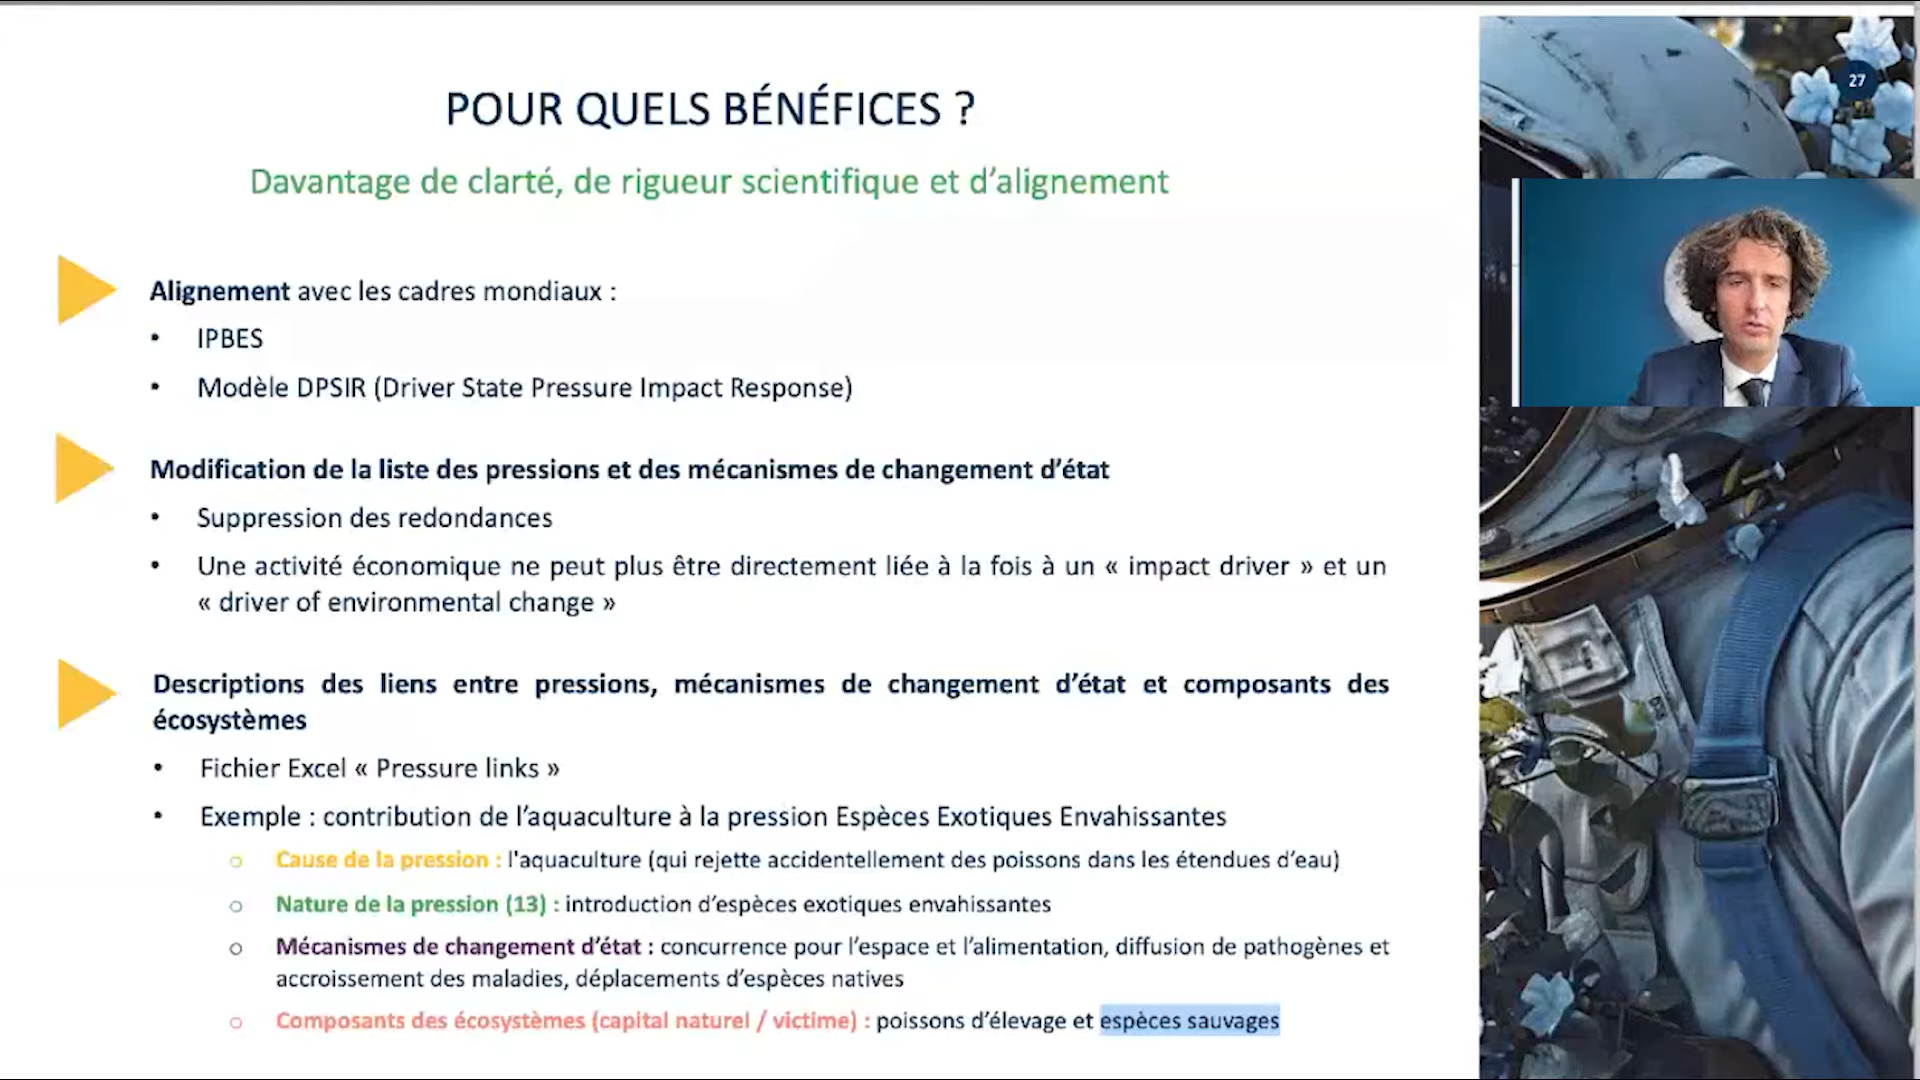 27
POUR QUELS BÉNÉFICES ?
Davantage de clarté, de rigueur scientifique et d'alignement
Alignement avec les cadres mondiaux :
• IPBES
• Modèle DPSIR (Driver State Pressure Impact Response)
Modification de la liste des pressions et des mécanismes de changement d'état
• Suppression des redondances
• Une activité économique ne peut plus être directement liée à la fois à un « impact driver » et un
« driver of environmental change »
Descriptions des liens entre pressions, mécanismes de changement d'état et composants des
écosystèmes
• Fichier Excel « Pressure links »
• Exemple : contribution de l'aquaculture à la pression Espèces Exotiques Envahissantes
o Cause de la pression : l'aquaculture (qui rejette accidentellement des poissons dans les étendues d'eau)
o Nature de la pression (13) : introduction d'espèces exotiques envahissantes
o Mécanismes de changement d'état : concurrence pour l'espace et l'alimentation, diffusion de pathogènes et
accroissement des maladies, déplacements d'espèces natives
o Composants des écosystèmes (capital naturel / victime) : poissons d'élevage et espèces sauvages